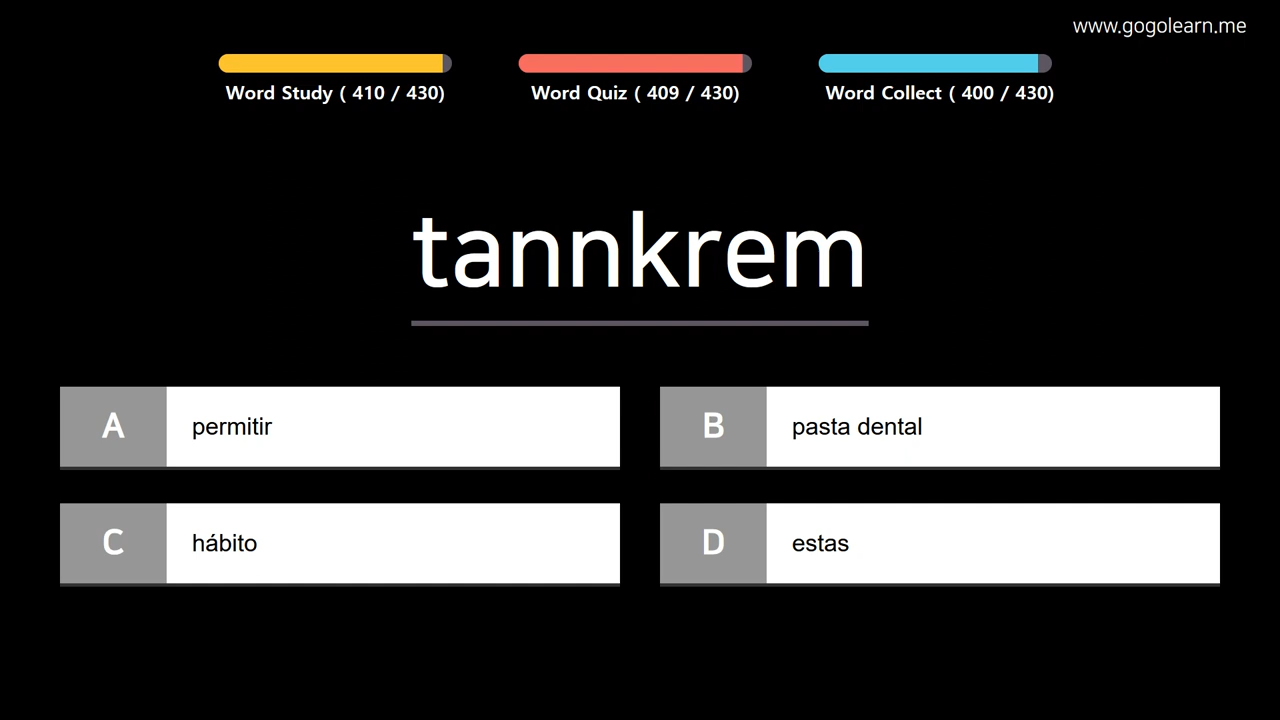 www.gogolearn.me
Word Study ( 410 / 430)
Word Quiz ( 409 / 430)
Word Collect ( 400 / 430)
tannkrem
A permitir
B pasta dental
C hábito
D estas